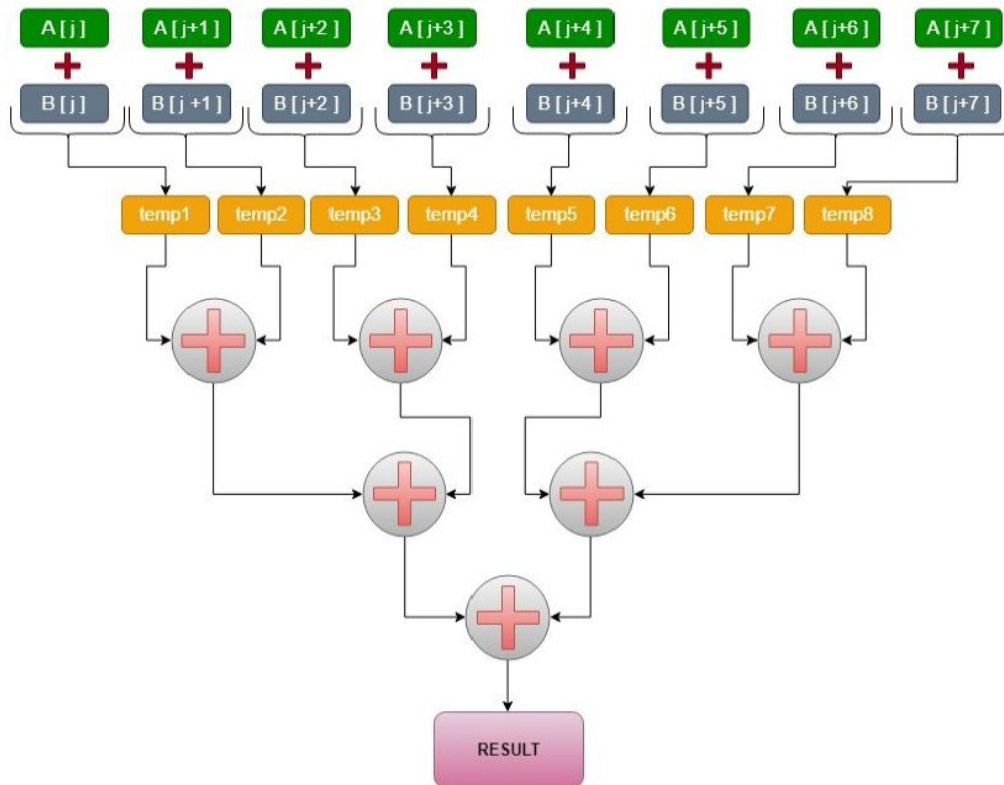 A [ j ] A [ j+1 ] A [ j+2 ] A [ j+3 ] A [ j+4 ] A [ j+5 ] A [ j+6 ] A [ j+7 ]
B [ j ] B [ j +1 ] B [ j+2 ] B [ j+3 ] B [ j+4 ] B [ j+5 ] B [ j+6 ] B [ j+7 ]
temp1 temp2 temp3 temp4 temp5 temp6 temp7 temp8
RESULT